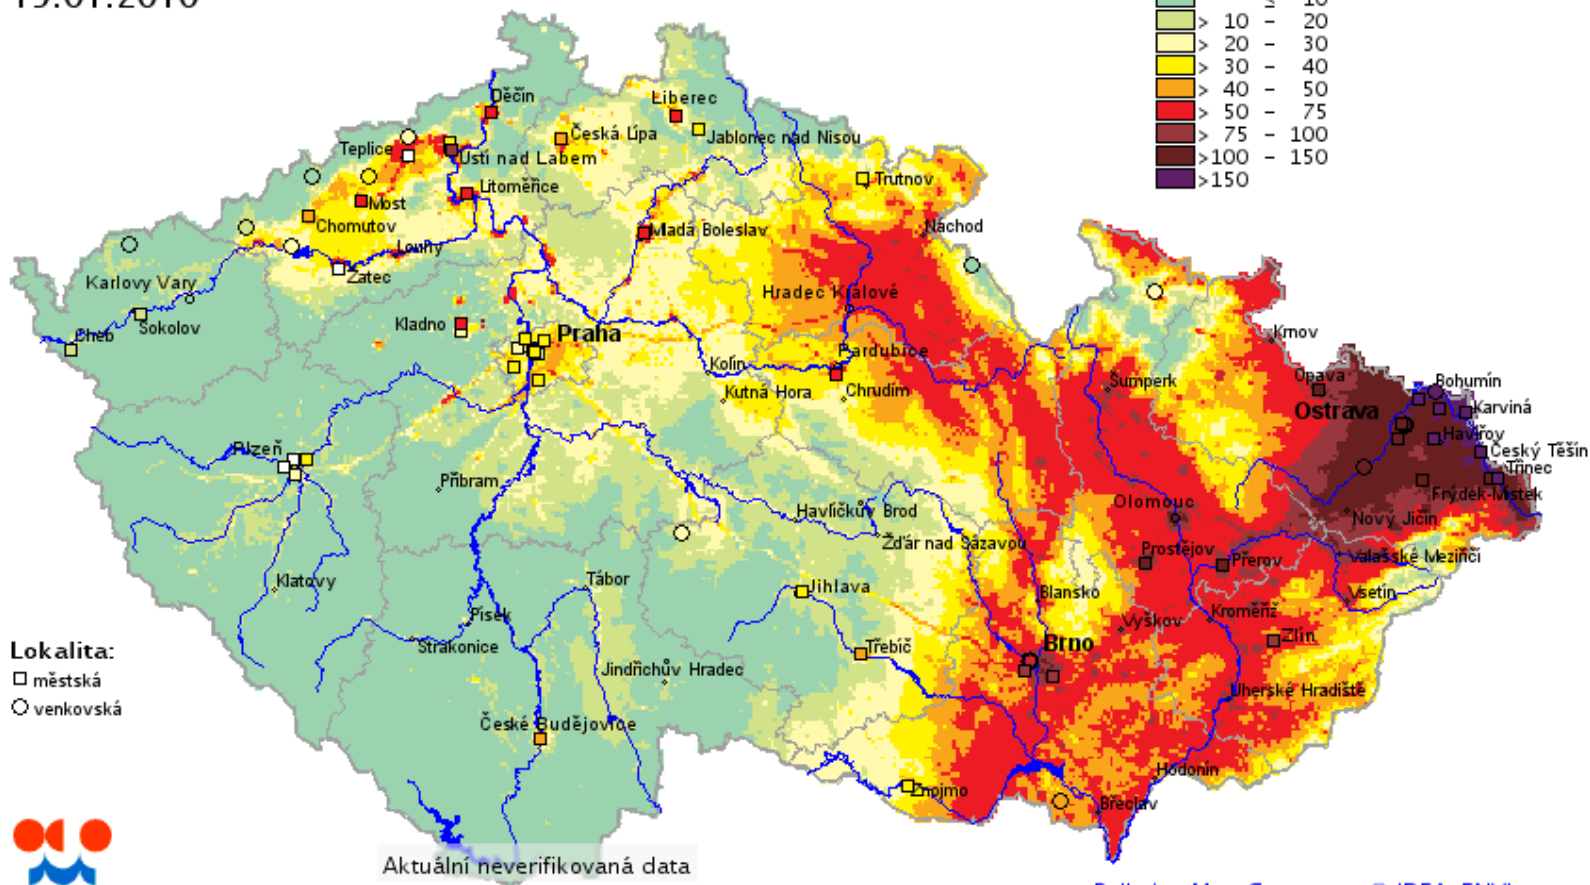 19.01.2010
≤ 10
> 10 – 20
> 20 – 30
> 30 – 40
> 40 – 50
> 50 – 75
> 75 – 100
>100 – 150
>150
Děčín
Liberec
Česká Lípa
Jablonec nad Nisou
Teplice
Ústí nad Labem
Trutnov
Litoměřice
Most
Chomutov
Náchod
Mladá Boleslav
Louny
Žatec
Karlovy Vary
Hradec Králové
Sokolov
Kladno
Praha
Cheb
Krnov
Pardubice
Kolín
Šumperk
Opava
Bohumín
Kutná Hora
Chrudim
Ostrava
Karviná
Havířov
Plzeň
Český Těšín
Třinec
Příbram
Frýdek-Místek
Olomouc
Havlíčkův Brod
Nový Jičín
Žďár nad Sázavou
Prostějov
Přerov
Valašské Meziříčí
Klatovy
Tábor
Jihlava
Blansko
Vsetín
Písek
Kroměříž
Vyškov
Strakonice
Třebíč
Brno
Zlín
Lokalita:
městská
venkovská
Jindřichův Hradec
Uherské Hradiště
České Budějovice
Hodonín
Znojmo
Břeclav
Aktuální neverifikovaná data